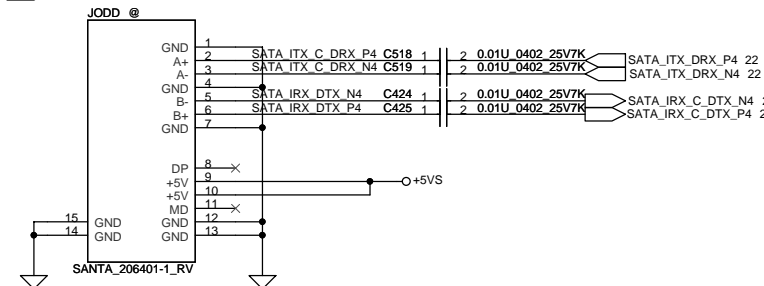 JODD @
GND 1
A+ 2 SATA_ITX_C_DRX_P4 C518 1 2 0.01U_0402_25V7K SATA_ITX_DRX_P4 22
A- 3 SATA_ITX_C_DRX_N4 C519 1 2 0.01U_0402_25V7K SATA_ITX_DRX_N4 22
GND 4
B- 5 SATA_IRX_DTX_N4 C424 1 2 0.01U_0402_25V7K SATA_IRX_C_DTX_N4
B+ 6 SATA_IRX_DTX_P4 C425 1 2 0.01U_0402_25V7K SATA_IRX_C_DTX_P4 2
GND 7
DP 8
+5V 9 +5VS
+5V 10
MD 11
15 GND GND 12
14 GND GND 13
SANTA_206401-1_RV